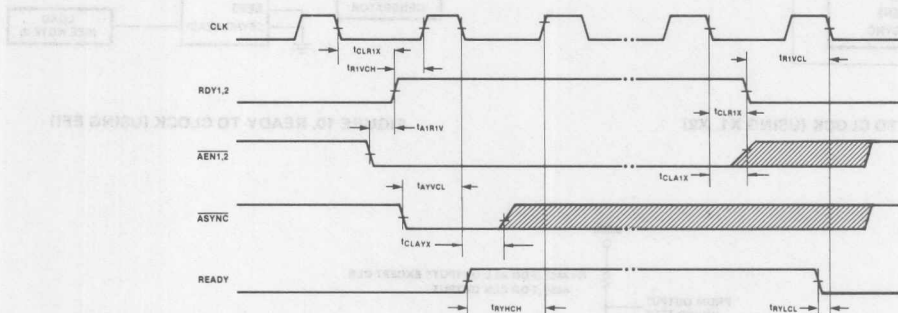 CLK
tCLR1X
tR1VCH
tR1VCL
RDY1,2
tCLR1X
tA1R1V
AEN1,2
tCLA1X
tAYVCL
ASYNC
tCLAYX
READY
tRYHCH
tRYLCL